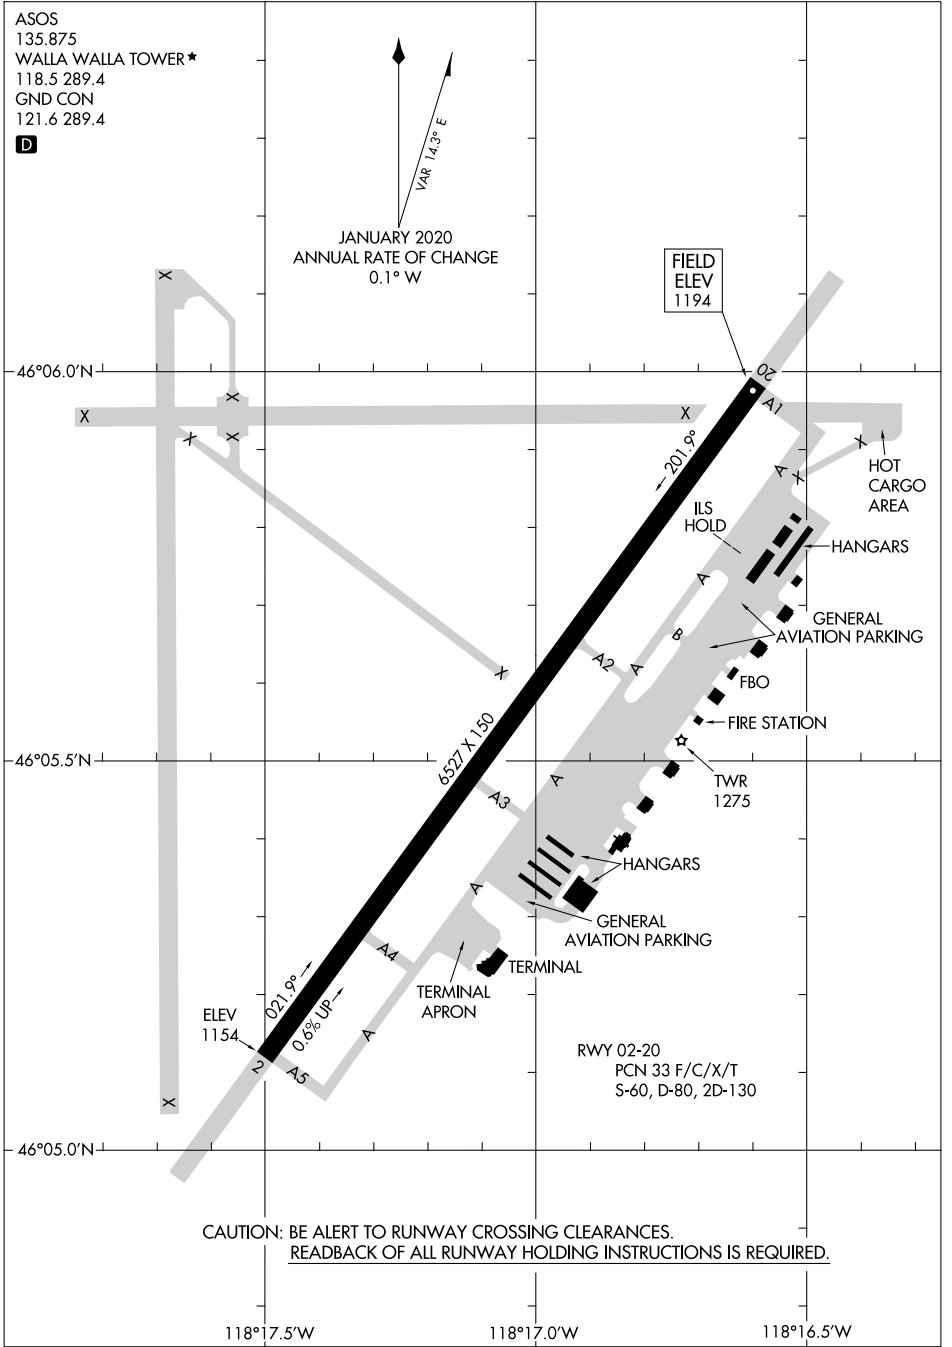 ASOS
135.875
WALLA WALLA TOWER★
118.5 289.4
GND CON
121.6 289.4
D
VAR 14.3° E
JANUARY 2020
ANNUAL RATE OF CHANGE
0.1° W
FIELD
ELEV
1194
X
46°06.0'N
20
A1
X
X
X
X
X
X
201.9°
A
X
X
HOT
CARGO
AREA
ILS
HOLD
HANGARS
A
GENERAL
AVIATION PARKING
B
A2
A
X
FBO
6527 X 150
FIRE STATION
46°05.5'N
A
TWR
1275
A3
HANGARS
A
GENERAL
AVIATION PARKING
A4
TERMINAL
021.9°
TERMINAL
APRON
ELEV
1154
0.6% UP
A
RWY 02-20
PCN 33 F/C/X/T
S-60, D-80, 2D-130
2
A5
X
46°05.0'N
CAUTION: BE ALERT TO RUNWAY CROSSING CLEARANCES.
READBACK OF ALL RUNWAY HOLDING INSTRUCTIONS IS REQUIRED.
118°17.5'W
118°17.0'W
118°16.5'W